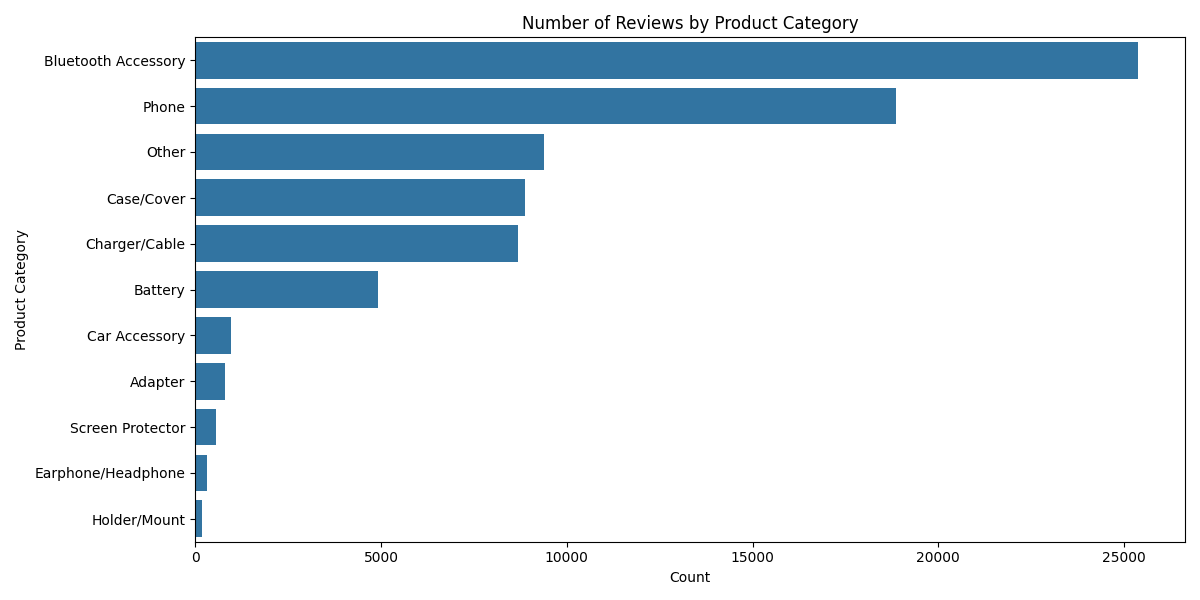 Number of Reviews by Product Category
Product Category
Bluetooth Accessory
Phone
Other
Case/Cover
Charger/Cable
Battery
Car Accessory
Adapter
Screen Protector
Earphone/Headphone
Holder/Mount
0 5000 10000 15000 20000 25000
Count